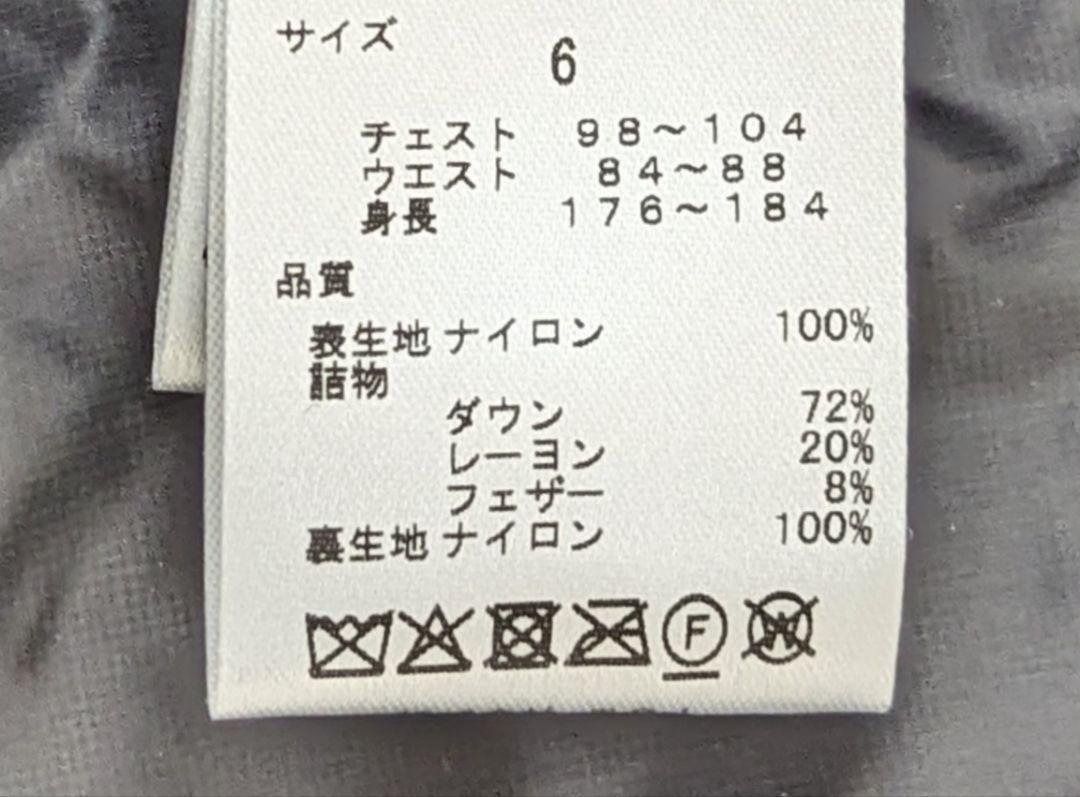 サイズ
6
チェスト 98～104
ウエスト 84～88
身長 176～184
品質
表生地 ナイロン 100%
詰物
ダウン 72%
レーヨン 20%
フェザー 8%
裏生地 ナイロン 100%
F W